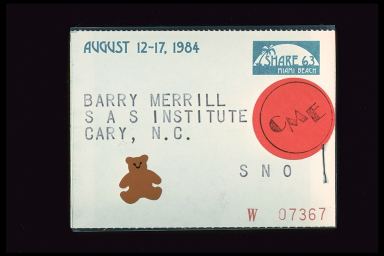 AUGUST 12-17, 1984
SHARE 63
MIAMI BEACH
BARRY MERRILL
S A S INSTITUTE
CARY, N.C.
CME
S N O
W 07367